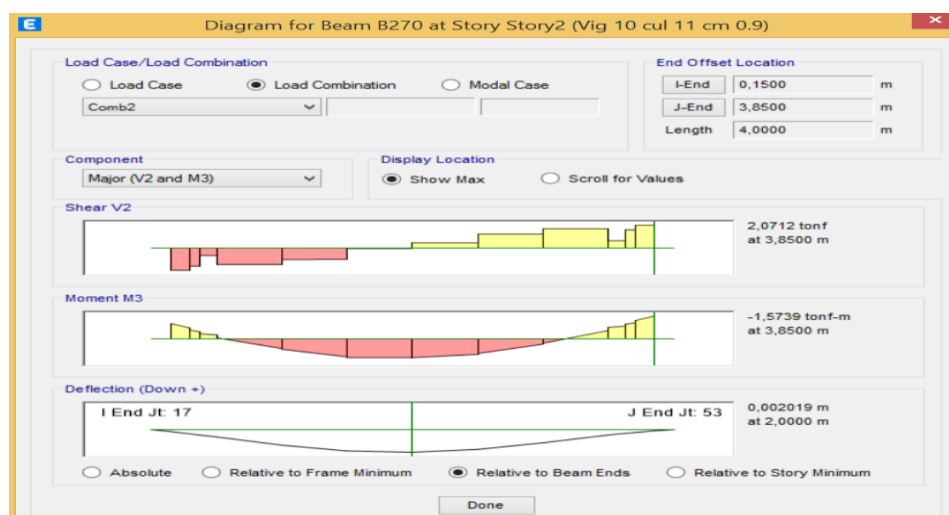 E
Diagram for Beam B270 at Story Story2 (Vig 10 cul 11 cm 0.9)
×
Load Case/Load Combination
Load Case Load Combination Modal Case
Comb2
End Offset Location
I-End 0,1500 m
J-End 3,8500 m
Length 4,0000 m
Component
Major (V2 and M3)
Display Location
Show Max Scroll for Values
Shear V2
2,0712 tonf
at 3,8500 m
Moment M3
-1,5739 tonf-m
at 3,8500 m
Deflection (Down +)
I End Jt: 17 J End Jt: 53
0,002019 m
at 2,0000 m
Absolute Relative to Frame Minimum Relative to Beam Ends Relative to Story Minimum
Done